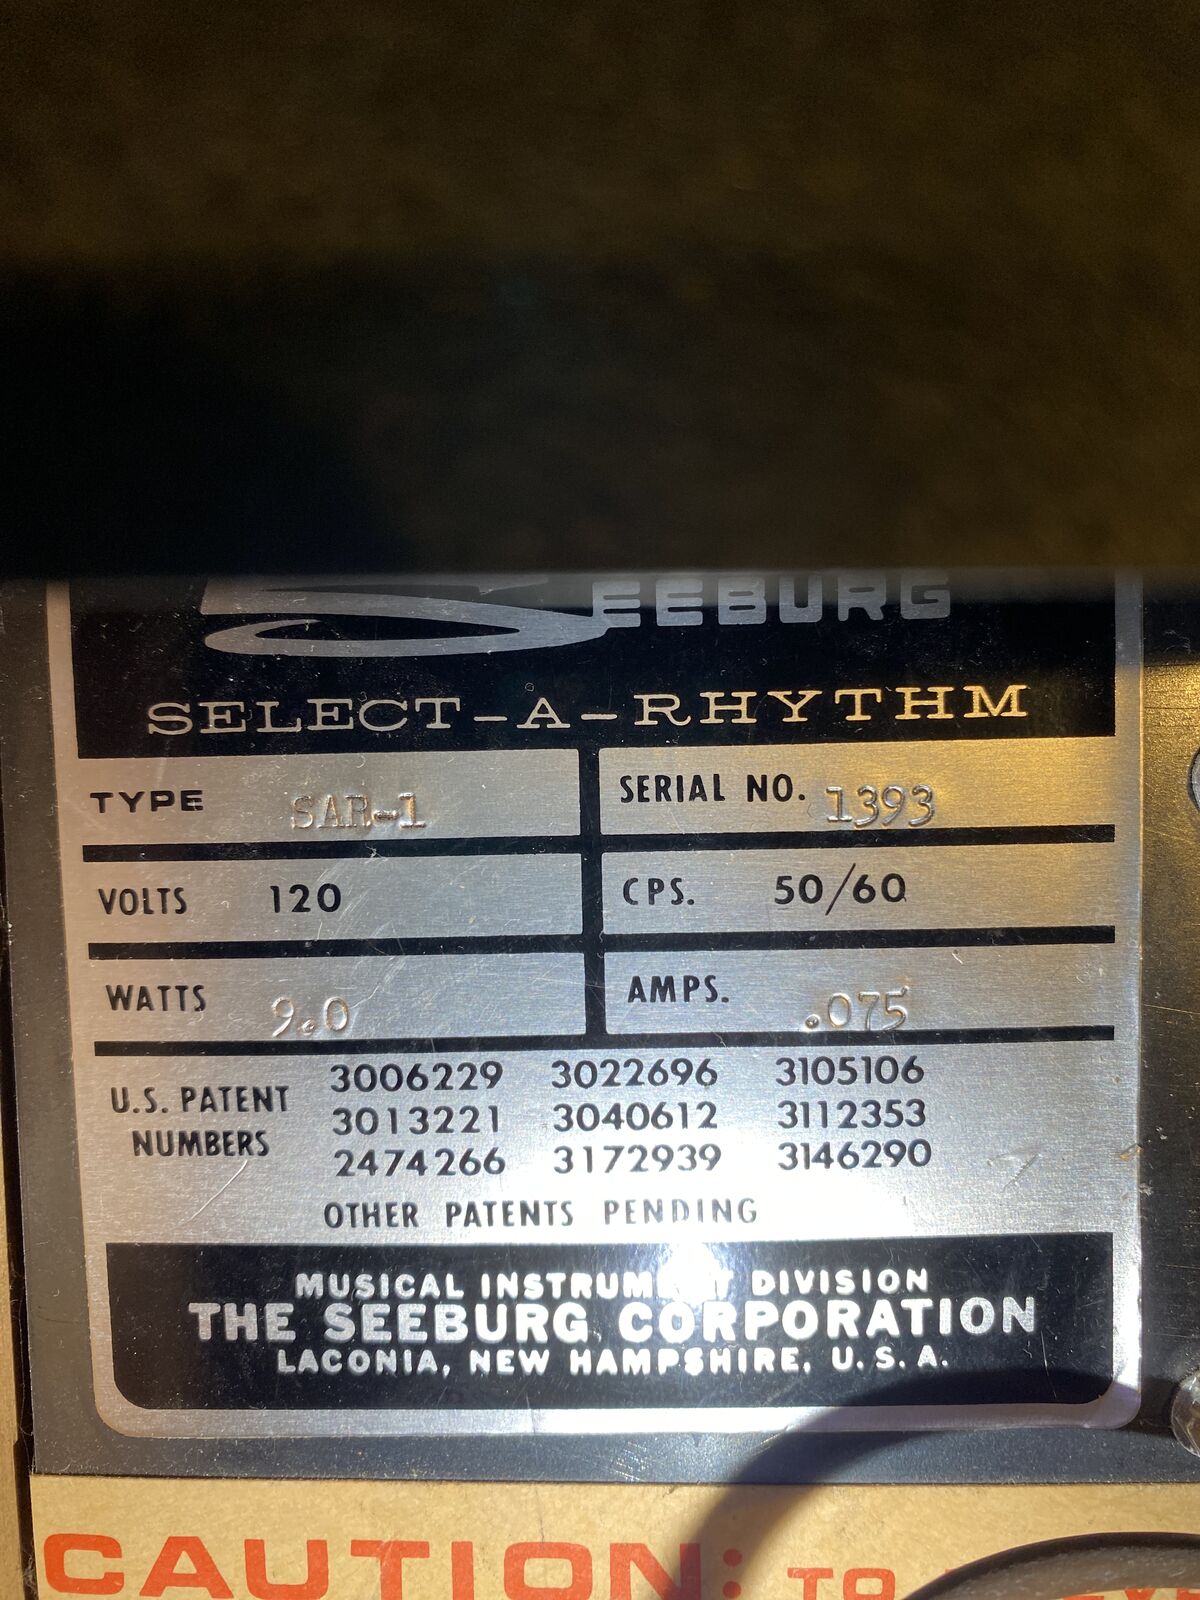 SEEBURG
SELECT-A-RHYTHM
TYPE SAR-1 SERIAL NO. 1393
VOLTS 120 CPS. 50/60
WATTS 9.0 AMPS. .075
U.S. PATENT NUMBERS
3006229 3022696 3105106
3013221 3040612 3112353
2474266 3172939 3146290
OTHER PATENTS PENDING
MUSICAL INSTRUMENT DIVISION
THE SEEBURG CORPORATION
LACONIA, NEW HAMPSHIRE, U.S.A.
CAUTION: TO